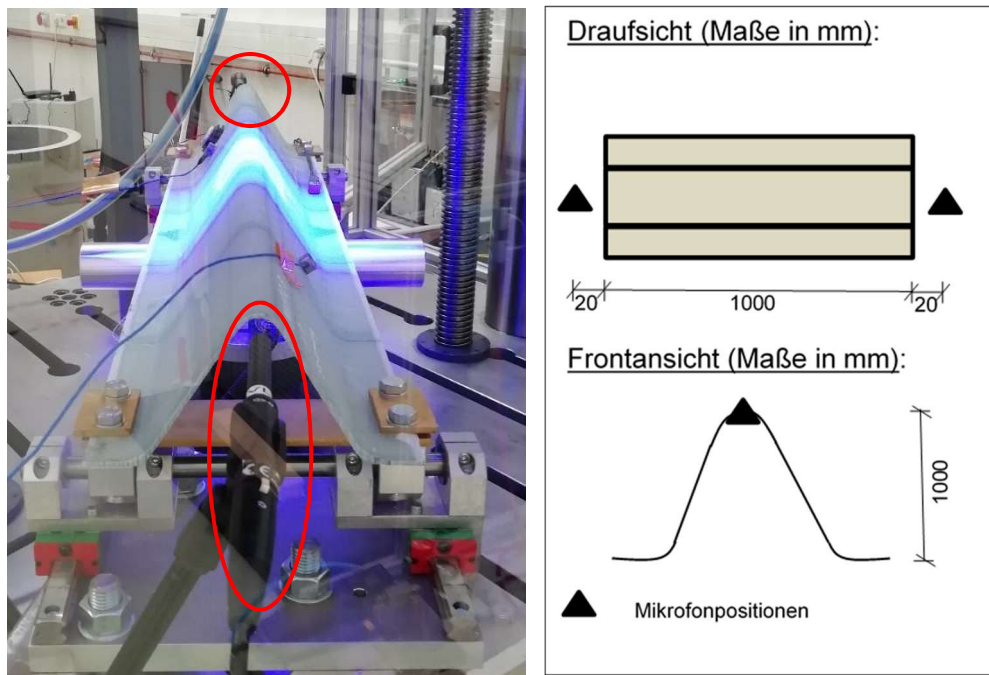 Draufsicht (Maße in mm):
20
1000
20
Frontansicht (Maße in mm):
1000
Mikrofonpositionen